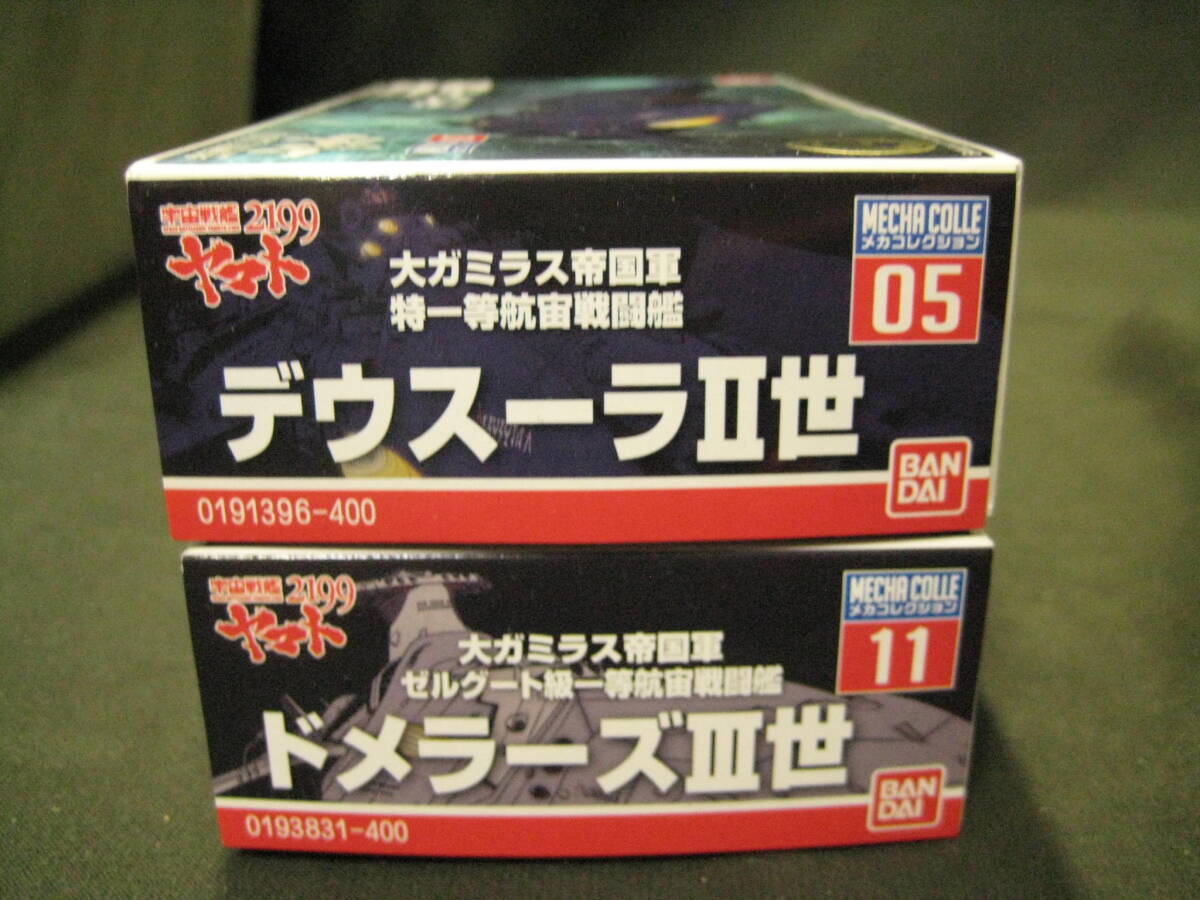 宇宙戦艦 2199
ヤマト
大ガミラス帝国軍
特一等航宙戦闘艦
デウスーラⅡ世
MECHA COLLE
メカコレクション
05
BAN
DAI
0191396-400
宇宙戦艦 2199
ヤマト
大ガミラス帝国軍
ゼルグート級一等航宙戦闘艦
ドメラーズⅢ世
MECHA COLLE
メカコレクション
11
BAN
DAI
0193831-400